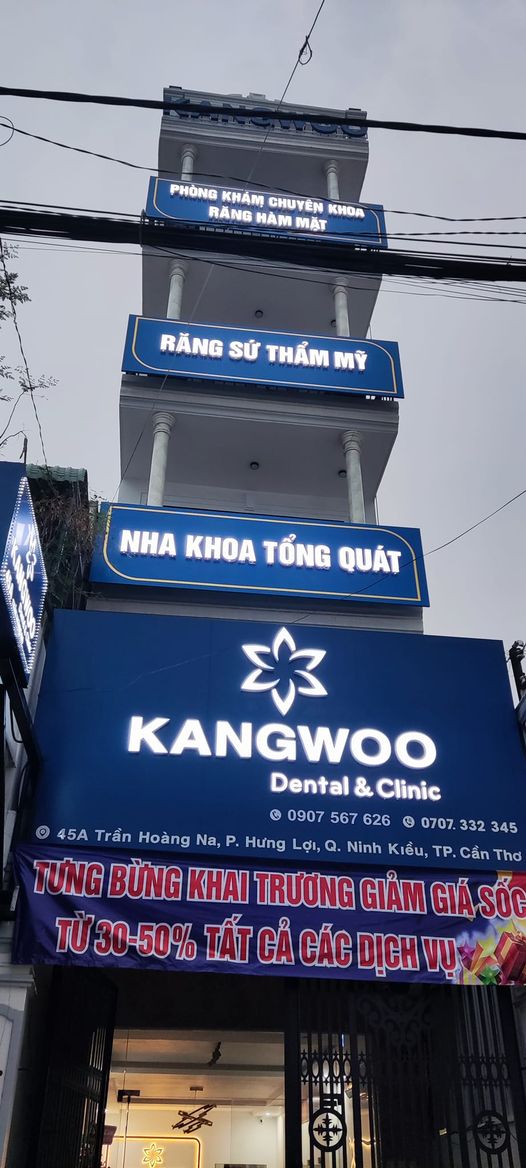 KANGWOO
PHÒNG KHÁM CHUYÊN KHOA
RĂNG HÀM MẶT
RĂNG SỨ THẨM MỸ
NHA KHOA TỔNG QUÁT
KANGWOO
KANGWOO
Dental & Clinic
0907 567 626 0707. 332 345
45A Trần Hoàng Na, P. Hưng Lợi, Q. Ninh Kiều, TP. Cần Thơ
TƯNG BỪNG KHAI TRƯƠNG GIẢM GIÁ SỐC
TỪ 30-50% TẤT CẢ CÁC DỊCH VỤ